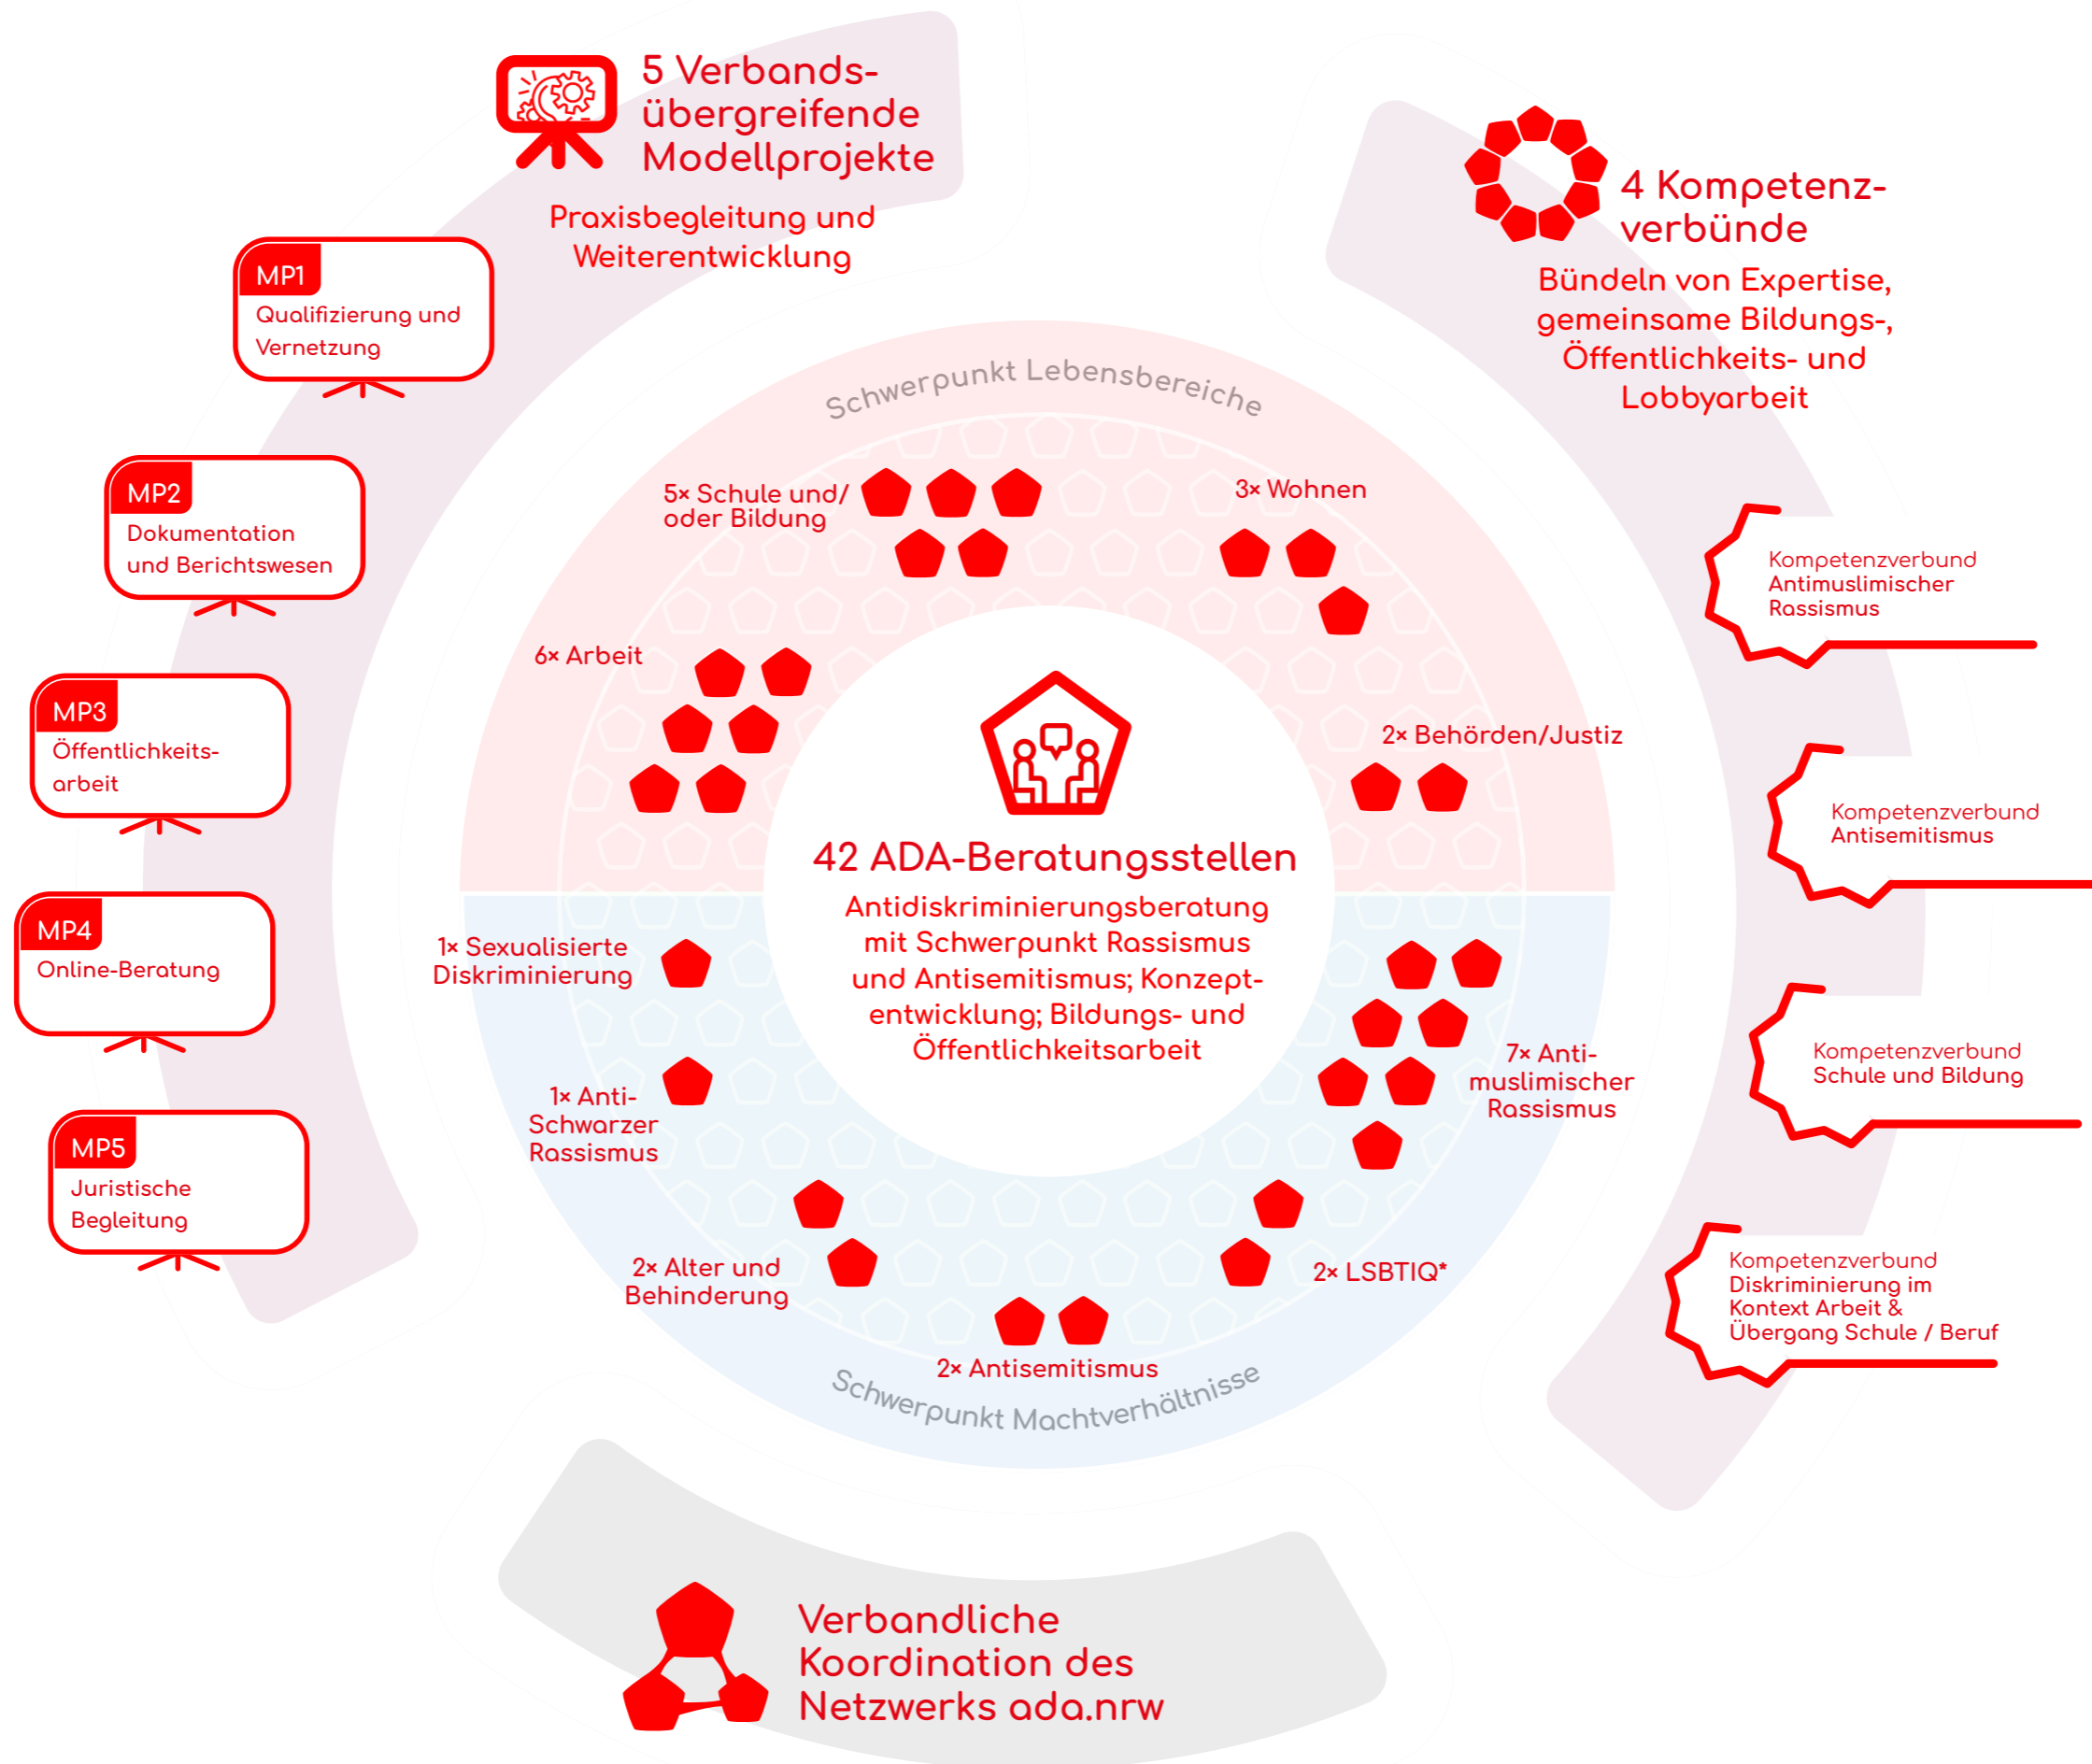 5 Verbands-
übergreifende
Modellprojekte
Praxisbegleitung und
Weiterentwicklung
MP1
Qualifizierung und
Vernetzung
MP2
Dokumentation
und Berichtswesen
MP3
Öffentlichkeits-
arbeit
MP4
Online-Beratung
MP5
Juristische
Begleitung
4 Kompetenz-
verbünde
Bündeln von Expertise,
gemeinsame Bildungs-,
Öffentlichkeits- und
Lobbyarbeit
Kompetenzverbund
Antimuslimischer
Rassismus
Kompetenzverbund
Antisemitismus
Kompetenzverbund
Schule und Bildung
Kompetenzverbund
Diskriminierung im
Kontext Arbeit &
Übergang Schule / Beruf
Schwerpunkt Lebensbereiche
5× Schule und/
oder Bildung
3× Wohnen
6× Arbeit
2× Behörden/Justiz
42 ADA-Beratungsstellen
Antidiskriminierungsberatung
mit Schwerpunkt Rassismus
und Antisemitismus; Konzept-
entwicklung; Bildungs- und
Öffentlichkeitsarbeit
1× Sexualisierte
Diskriminierung
1× Anti-
Schwarzer
Rassismus
2× Alter und
Behinderung
2× Antisemitismus
2× LSBTIQ*
7× Anti-
muslimischer
Rassismus
Schwerpunkt Machtverhältnisse
Verbandliche
Koordination des
Netzwerks ada.nrw